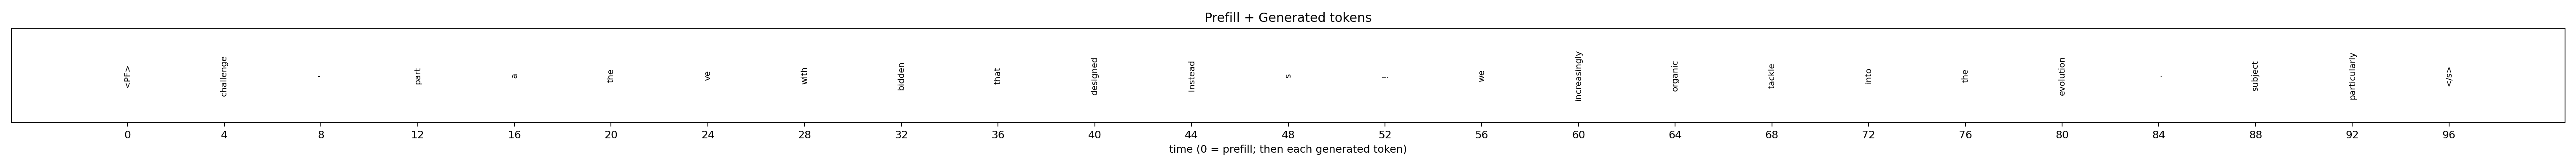 Prefill + Generated tokens
<PF> challenge . part a the ve with bidden that designed Instead s ! we increasingly organic tackle into the evolution . subject particularly </s>
0 4 8 12 16 20 24 28 32 36 40 44 48 52 56 60 64 68 72 76 80 84 88 92 96
time (0 = prefill; then each generated token)